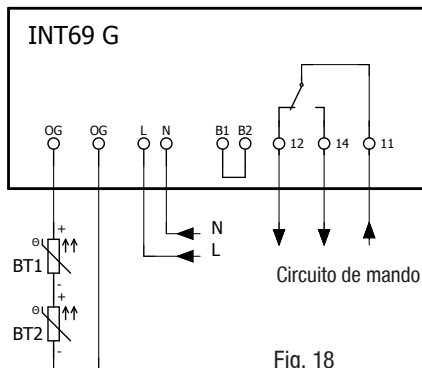 INT69 G
OG OG L N B1 B2 12 14 11
N
L
+
Θ
BT1
-
+
Θ
BT2
-
Circuito de mando
Fig. 18